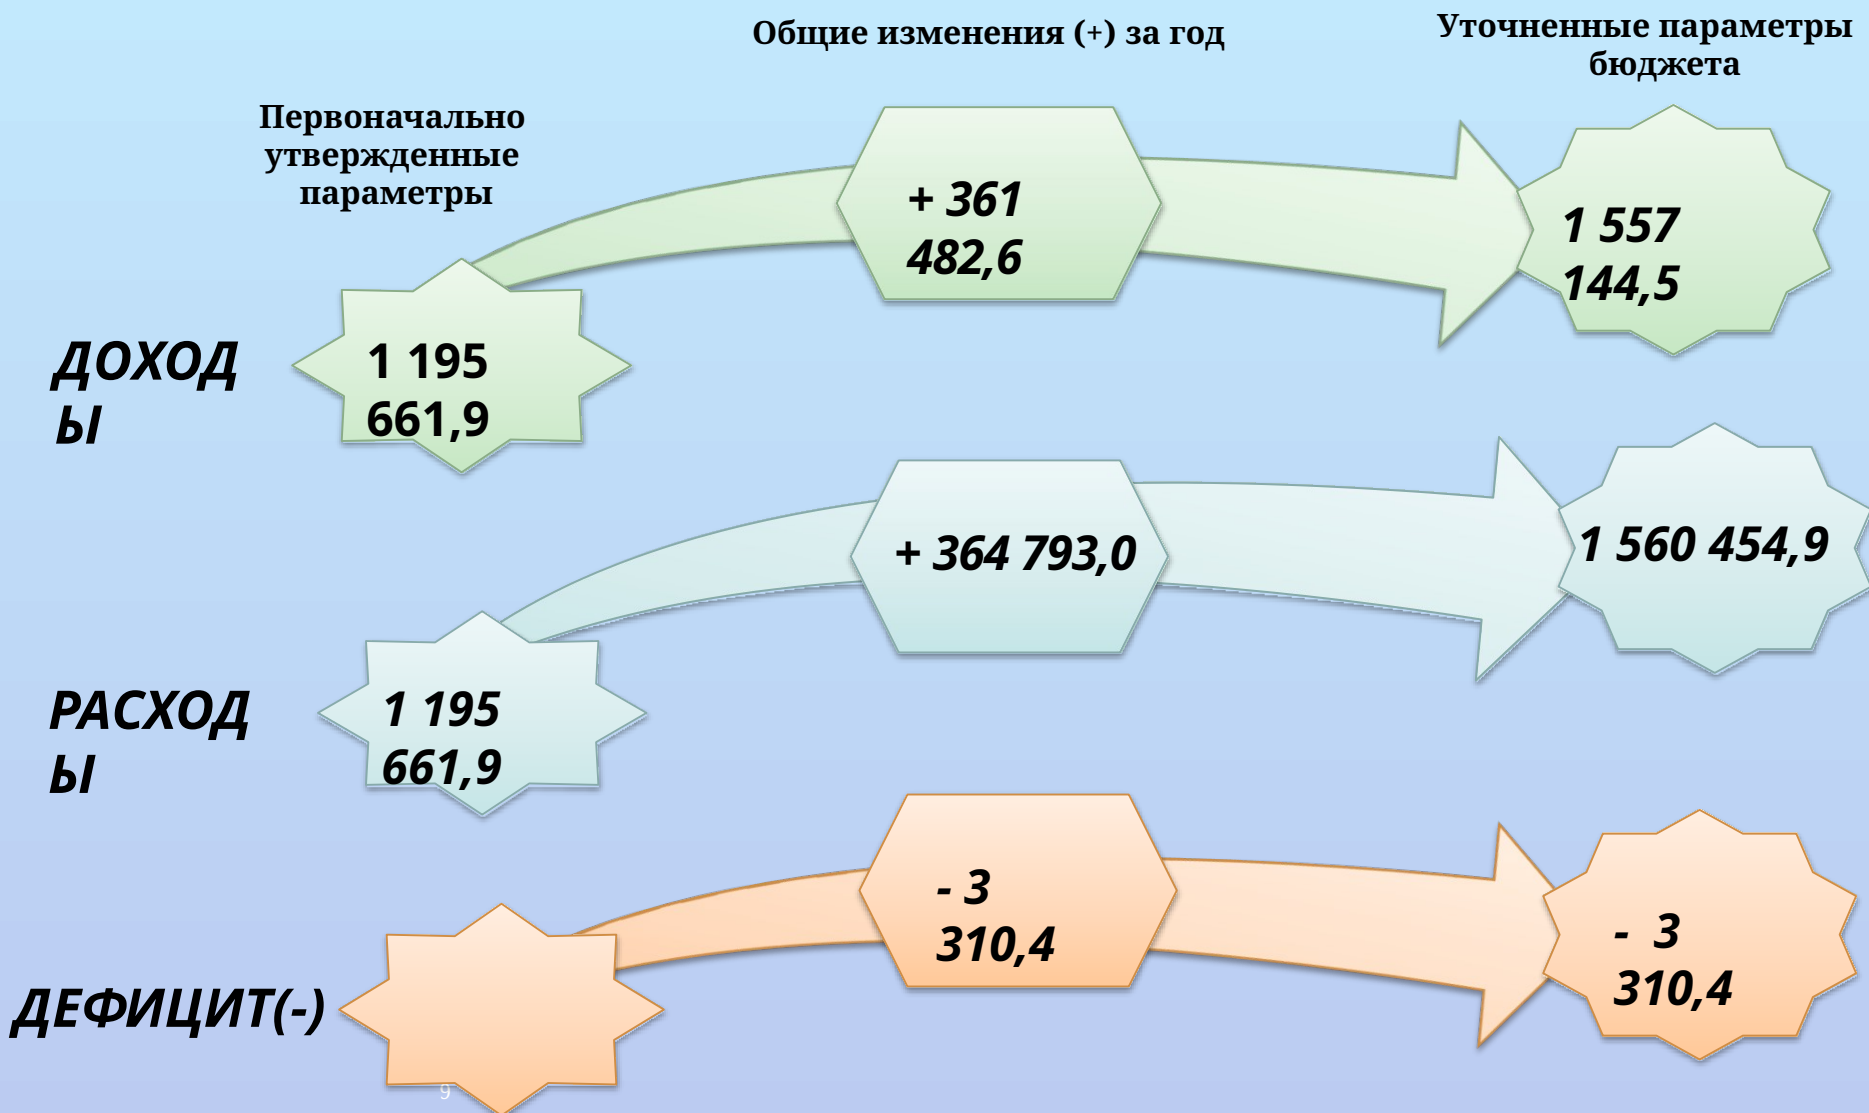 Общие изменения (+) за год
Уточненные параметры
бюджета
Первоначально
утвержденные
параметры
+ 361
482,6
1 557
144,5
ДОХОД
Ы
1 195
661,9
+ 364 793,0
1 560 454,9
РАСХОД
Ы
1 195
661,9
- 3
310,4
-  3
310,4
ДЕФИЦИТ(-)
9